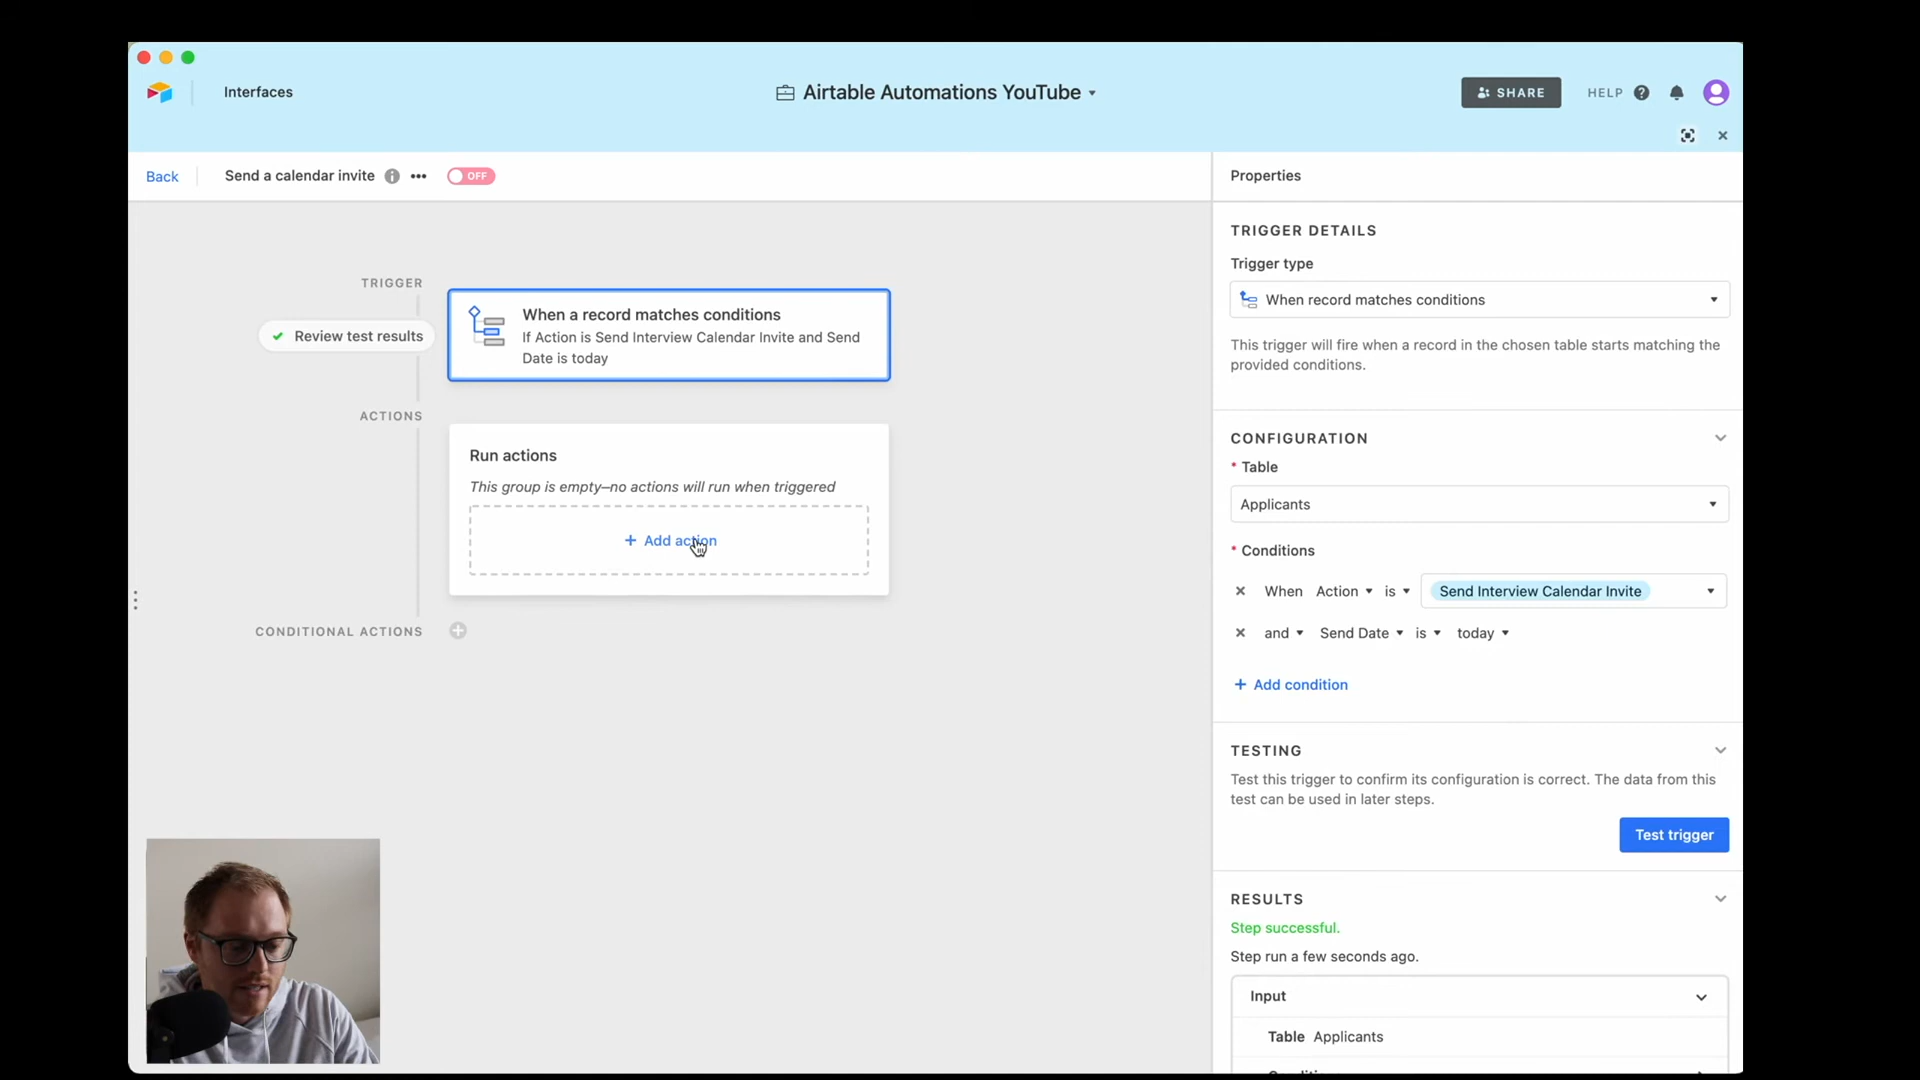 Interfaces
Airtable Automations YouTube
SHARE
HELP
Back
Send a calendar invite
OFF
Properties
TRIGGER
Review test results
When a record matches conditions
If Action is Send Interview Calendar Invite and Send
Date is today
ACTIONS
Run actions
This group is empty–no actions will run when triggered
+ Add action
CONDITIONAL ACTIONS
TRIGGER DETAILS
Trigger type
When record matches conditions
This trigger will fire when a record in the chosen table starts matching the
provided conditions.
CONFIGURATION
* Table
Applicants
* Conditions
When Action is Send Interview Calendar Invite
and Send Date is today
+ Add condition
TESTING
Test this trigger to confirm its configuration is correct. The data from this
test can be used in later steps.
Test trigger
RESULTS
Step successful.
Step run a few seconds ago.
Input
Table Applicants